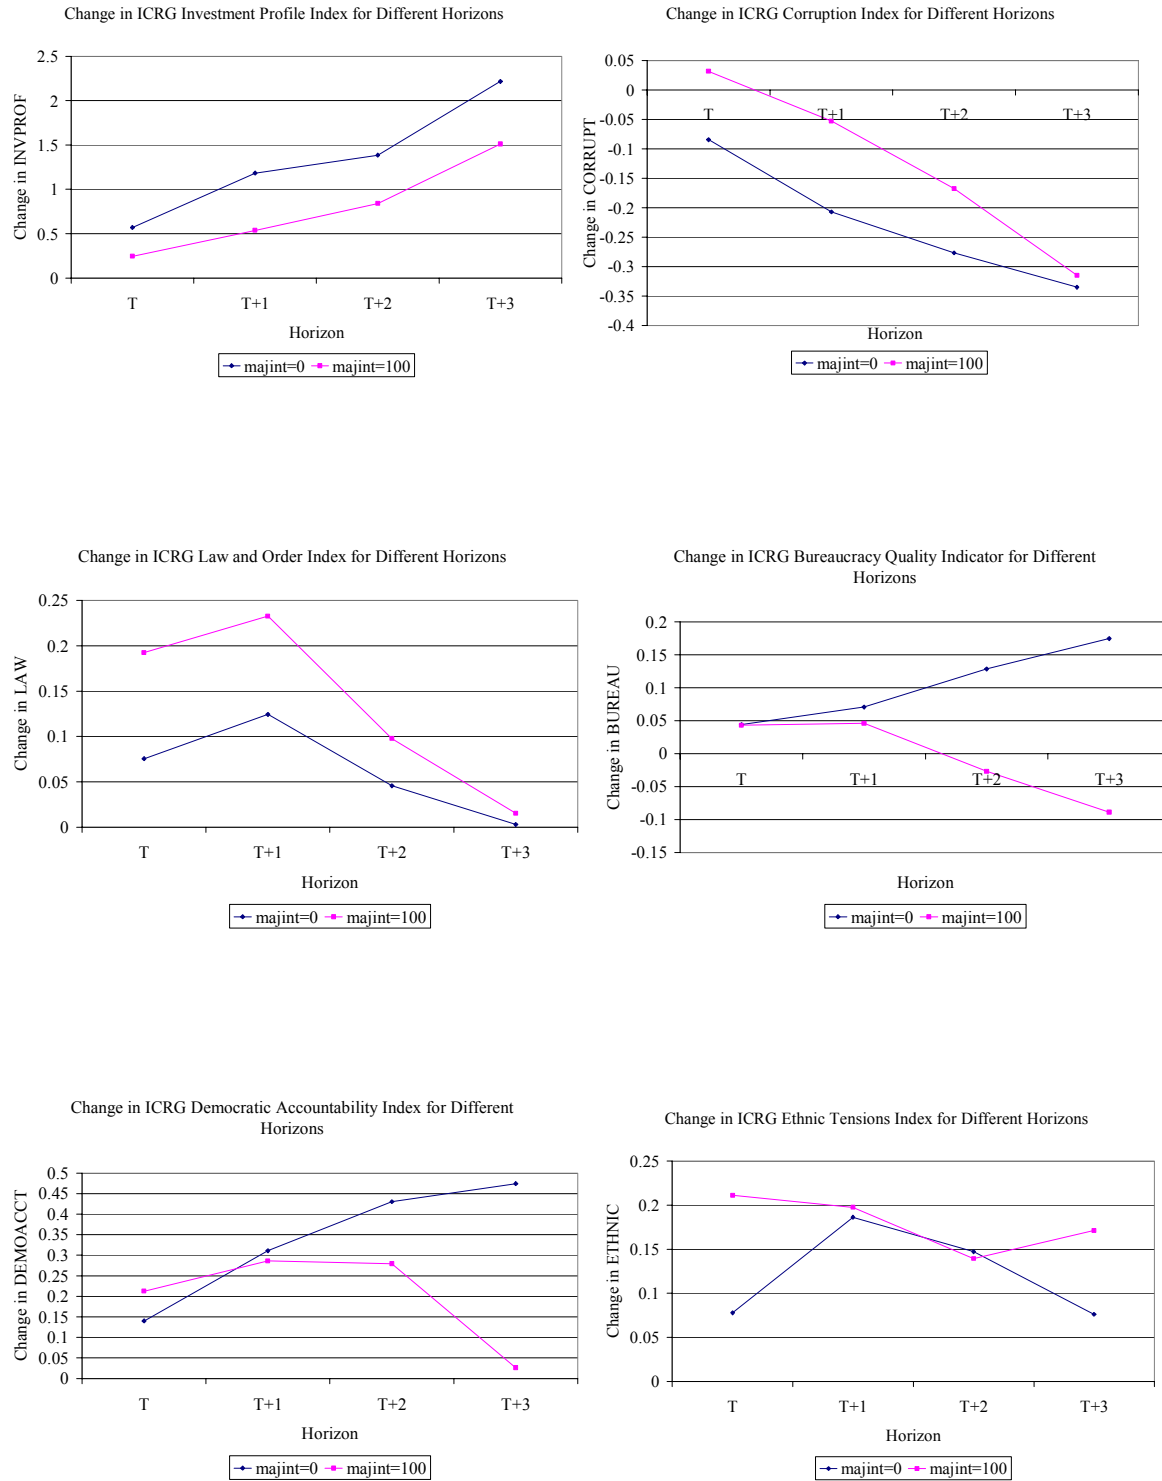 Change in ICRG Investment Profile Index for Different Horizons
2.5
2
1.5
1
0.5
0
Change in INVPROF
T
T+1
T+2
T+3
Horizon
majint=0
majint=100
Change in ICRG Corruption Index for Different Horizons
0.05
0
-0.05
-0.1
-0.15
-0.2
-0.25
-0.3
-0.35
-0.4
Change in CORRUPT
T
T+1
T+2
T+3
Horizon
majint=0
majint=100
Change in ICRG Law and Order Index for Different Horizons
0.25
0.2
0.15
0.1
0.05
0
Change in LAW
T
T+1
T+2
T+3
Horizon
majint=0
majint=100
Change in ICRG Bureaucracy Quality Indicator for Different
Horizons
0.2
0.15
0.1
0.05
0
-0.05
-0.1
-0.15
Change in BUREAU
T
T+1
T+2
T+3
Horizon
majint=0
majint=100
Change in ICRG Democratic Accountability Index for Different
Horizons
0.5
0.45
0.4
0.35
0.3
0.25
0.2
0.15
0.1
0.05
0
Change in DEMOACCT
T
T+1
T+2
T+3
Horizon
majint=0
majint=100
Change in ICRG Ethnic Tensions Index for Different Horizons
0.25
0.2
0.15
0.1
0.05
0
Change in ETHNIC
T
T+1
T+2
T+3
Horizon
majint=0
majint=100